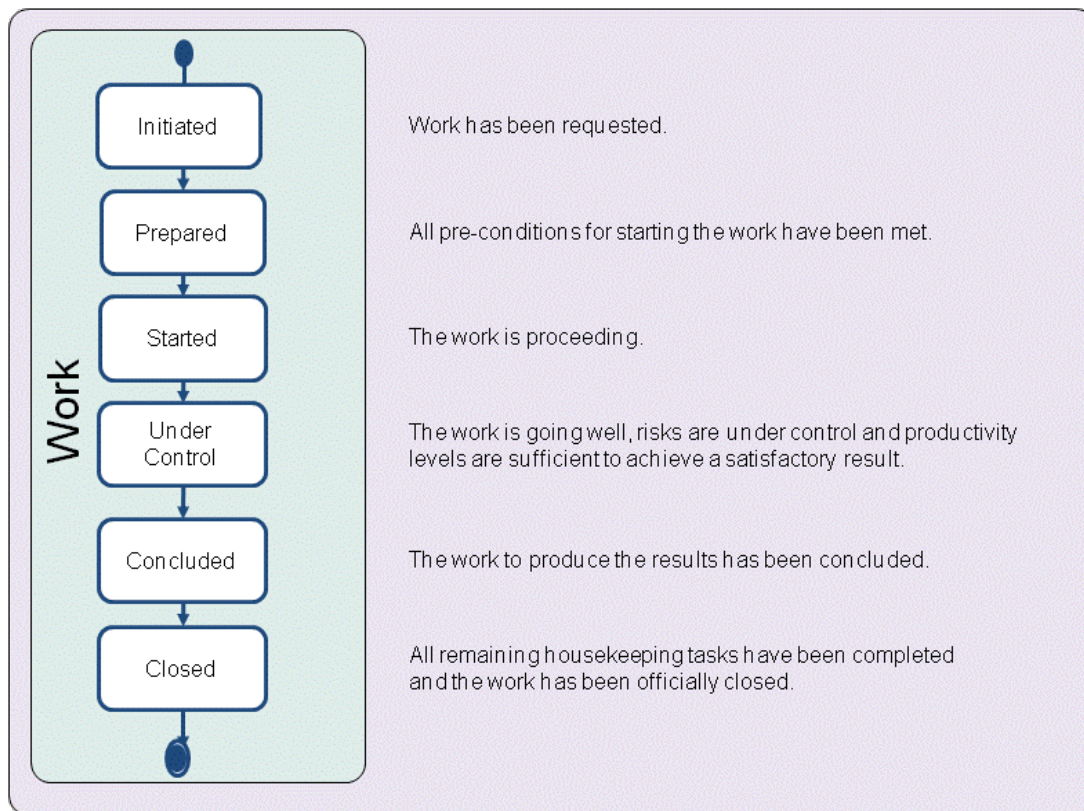 Work
Initiated
Work has been requested.
Prepared
All pre-conditions for starting the work have been met.
Started
The work is proceeding.
Under
Control
The work is going well, risks are under control and productivity
levels are sufficient to achieve a satisfactory result.
Concluded
The work to produce the results has been concluded.
Closed
All remaining housekeeping tasks have been completed
and the work has been officially closed.